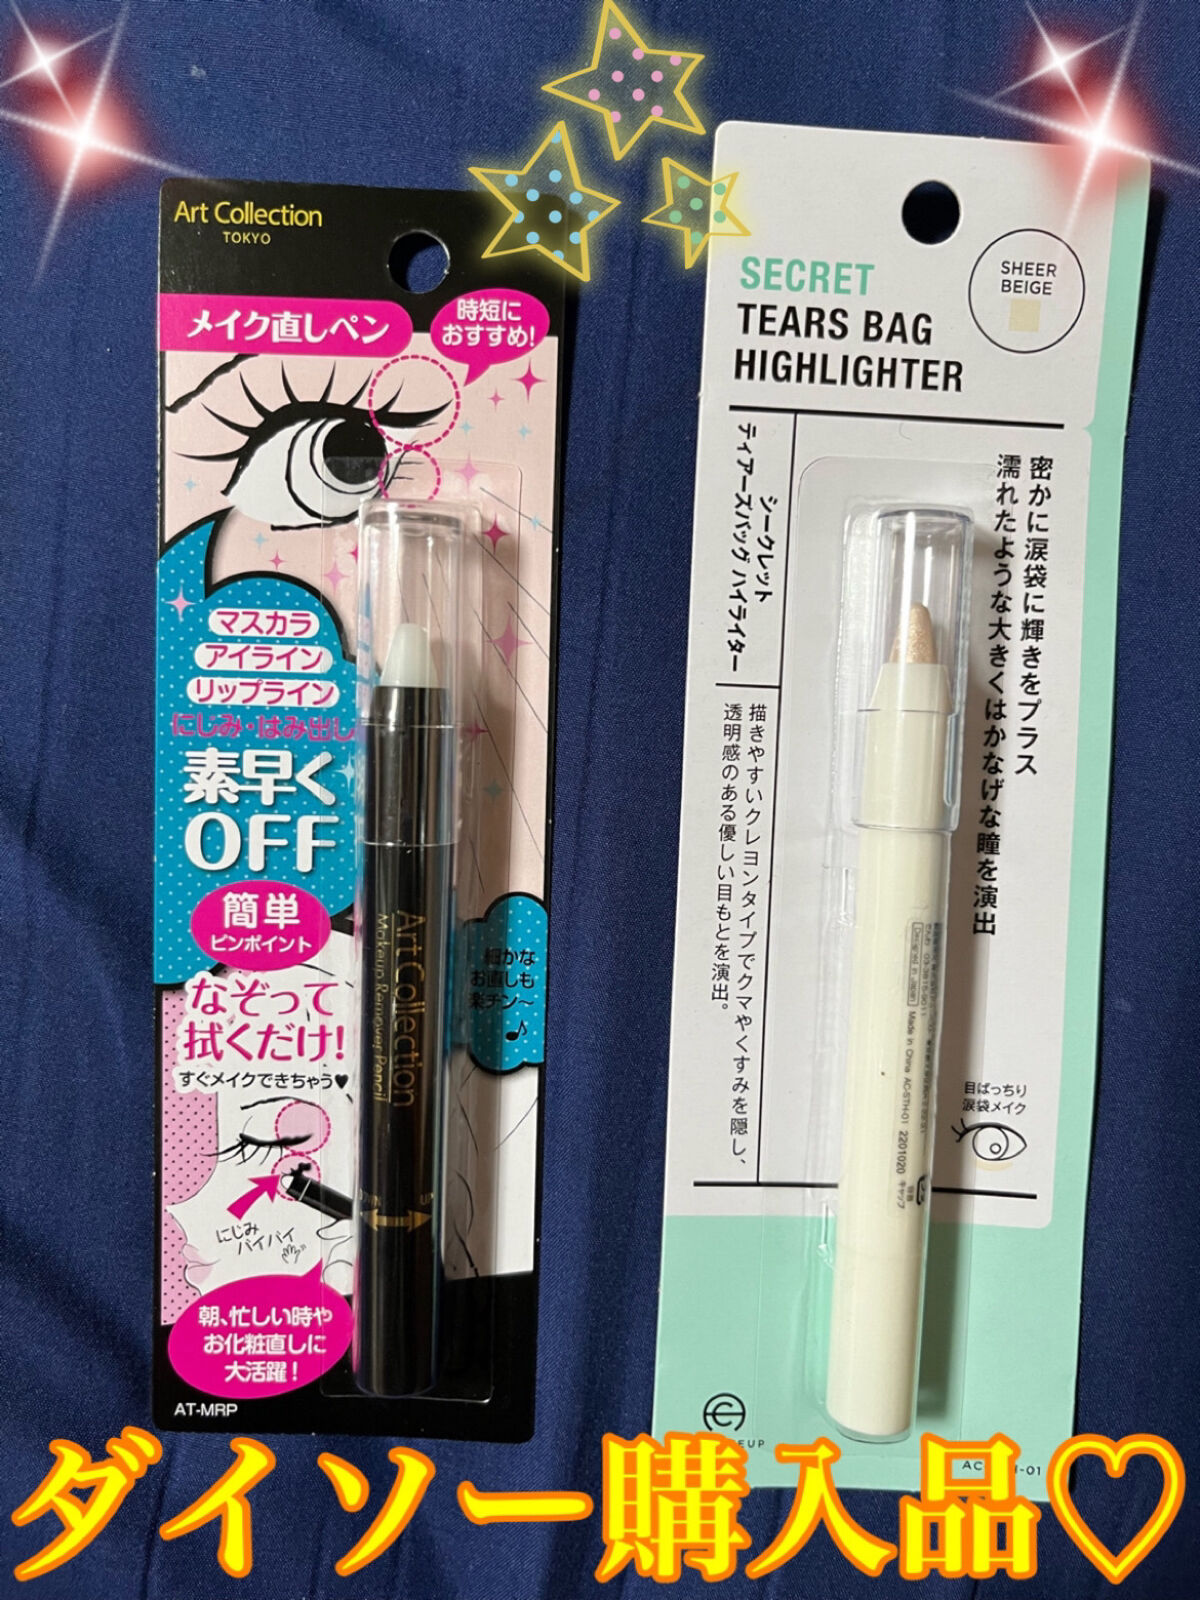 Art Collection
TOKYO
メイク直しペン
時短に
おすすめ!
マスカラ
アイライン
リップライン
にじみ・はみ出し
素早く
OFF
簡単
ピンポイント
なぞって
拭くだけ!
すぐメイクできちゃう♥
細かな
お直しも
楽チン〜
♪
Art Collection
Makeup Remover Pencil
UP
にじみ
バイバイ
朝、忙しい時や
お化粧直しに
大活躍!
AT-MRP
SECRET
TEARS BAG
HIGHLIGHTER
SHEER
BEIGE
シークレット
ティアーズバッグ ハイライター
密かに涙袋に輝きをプラス
濡れたような大きくはかなげな瞳を演出
描きやすいクレヨンタイプでクマやくすみを隠し、
透明感のある優しい目もとを演出。
Made in China AC-STH-01 2201020
目ぱっちり
涙袋メイク
ダイソー購入品♡